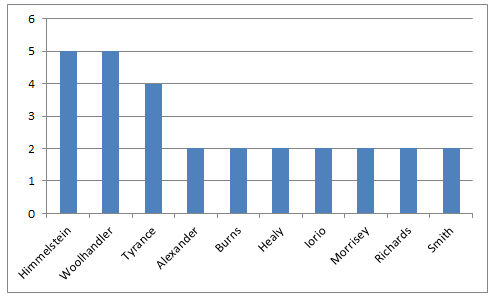 6
5
4
3
2
1
0
Himmelstein
Woolhandler
Tyrance
Alexander
Burns
Healy
Iorio
Morrisey
Richards
Smith